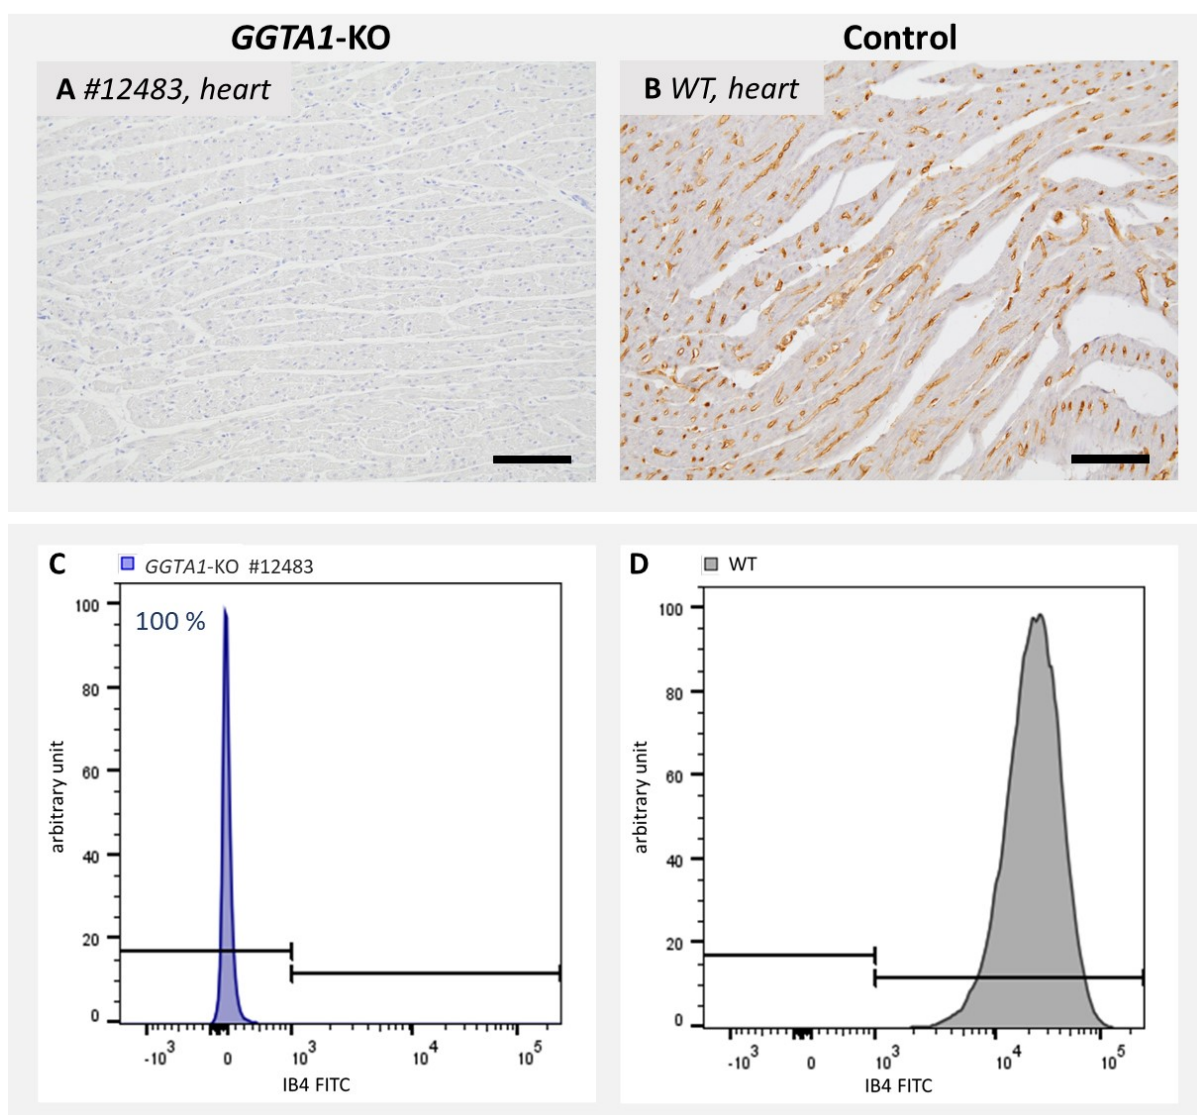 GGTA1-KO
Control
A #12483, heart
B WT, heart
C
GGTA1-KO #12483
100 %
100
80
60
40
20
0
arbitrary unit
-10³
0
10³
10⁴
10⁵
IB4 FITC
D
WT
100
80
60
40
20
0
arbitrary unit
-10³
0
10³
10⁴
10⁵
IB4 FITC